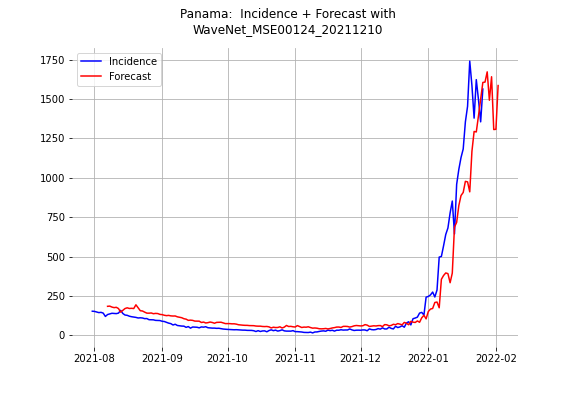 Panama:  Incidence + Forecast with
WaveNet_MSE00124_20211210
Incidence
Forecast
1750
1500
1250
1000
750
500
250
0
2021-08 2021-09 2021-10 2021-11 2021-12 2022-01 2022-02